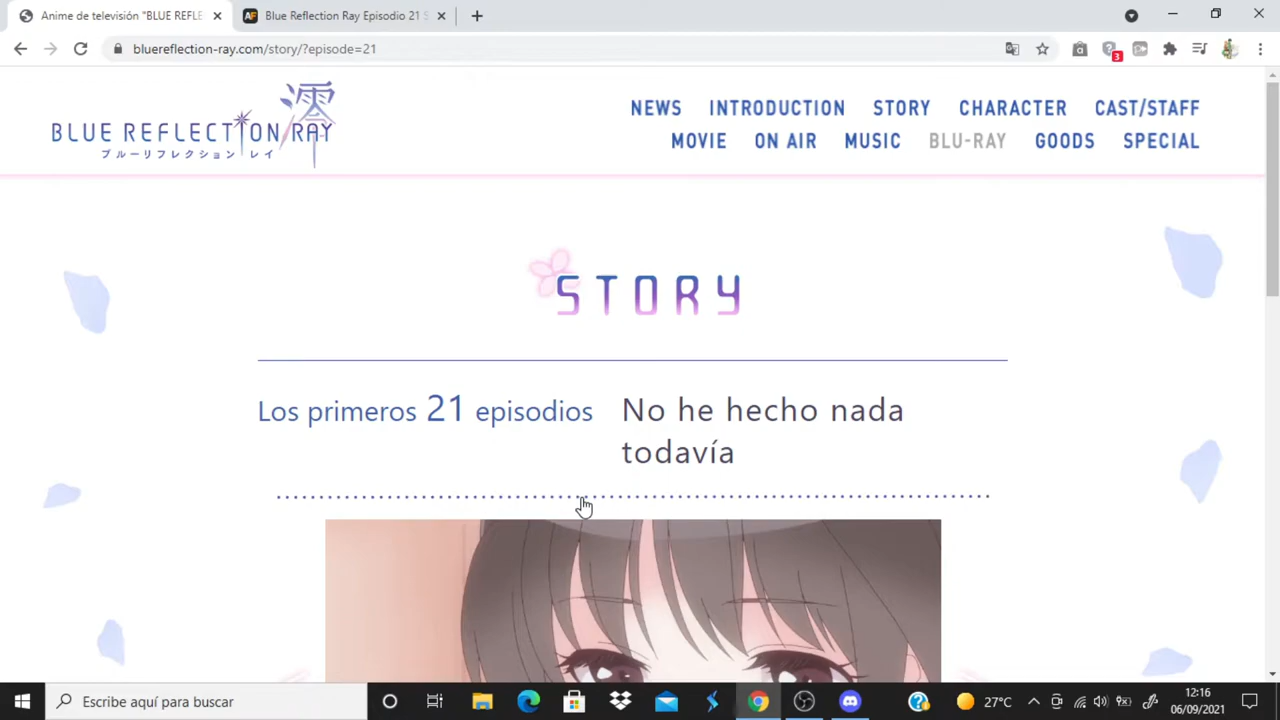 Anime de televisión "BLUE REFLE
Blue Reflection Ray Episodio 21 S
bluereflection-ray.com/story/?episode=21
3
澪
BLUE REFLECTION RAY
ブルーリフレクション レイ
NEWS INTRODUCTION STORY CHARACTER CAST/STAFF
MOVIE ON AIR MUSIC BLU-RAY GOODS SPECIAL
STORY
Los primeros 21 episodios
No he hecho nada
todavía
Escribe aquí para buscar
27°C
12:16
06/09/2021